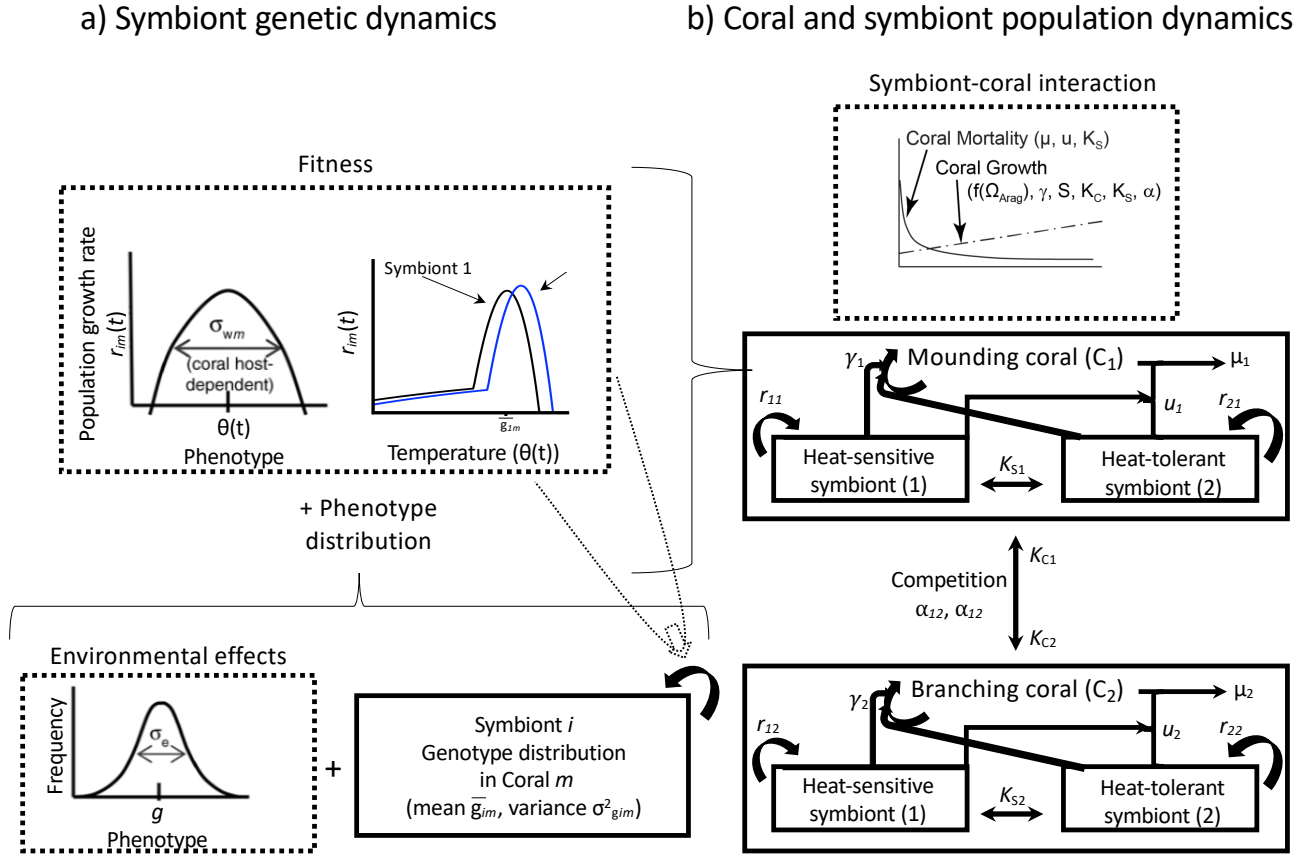 a) Symbiont genetic dynamics
b) Coral and symbiont population dynamics
Fitness
Population growth rate
r_im(t)
σ_wm
(coral host-
dependent)
θ(t)
Phenotype
r_im(t)
Symbiont 1
g̅_1m
Temperature (θ(t))
+ Phenotype
distribution
Environmental effects
Frequency
σ_e
g
Phenotype
+
Symbiont i
Genotype distribution
in Coral m
(mean g̅_im, variance σ²_gim)
Symbiont-coral interaction
Coral Mortality (μ, u, K_S)
Coral Growth
(f(Ω_Arag), γ, S, K_C, K_S, α)
γ_1
Mounding coral (C_1)
μ_1
r_11
u_1
r_21
Heat-sensitive
symbiont (1)
K_S1
Heat-tolerant
symbiont (2)
Competition
α_12, α_12
K_C1
K_C2
γ_2
Branching coral (C_2)
μ_2
r_12
u_2
r_22
Heat-sensitive
symbiont (1)
K_S2
Heat-tolerant
symbiont (2)